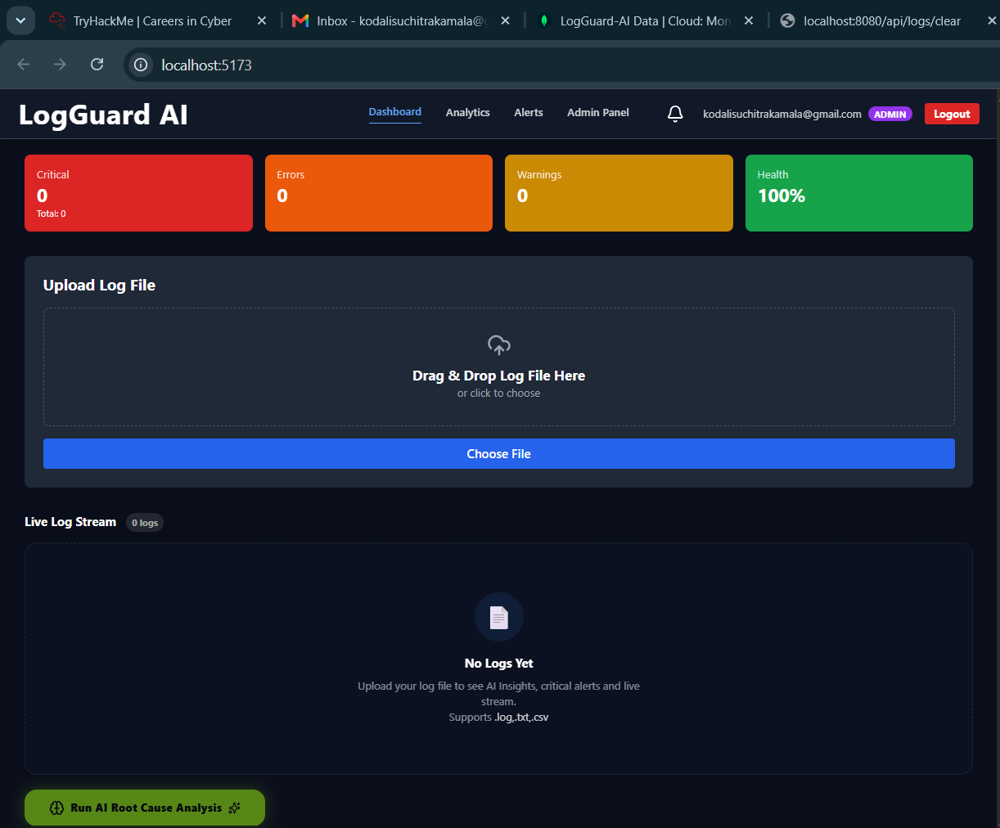 TryHackMe | Careers in Cyber
Inbox - kodalisuchitrakamala@g
LogGuard-AI Data | Cloud: Mon
localhost:8080/api/logs/clear
localhost:5173
LogGuard AI
Dashboard
Analytics
Alerts
Admin Panel
kodalisuchitrakamala@gmail.com
ADMIN
Logout
Critical
0
Total: 0
Errors
0
Warnings
0
Health
100%
Upload Log File
Drag & Drop Log File Here
or click to choose
Choose File
Live Log Stream
0 logs
No Logs Yet
Upload your log file to see AI Insights, critical alerts and live
stream.
Supports .log,.txt,.csv
Run AI Root Cause Analysis